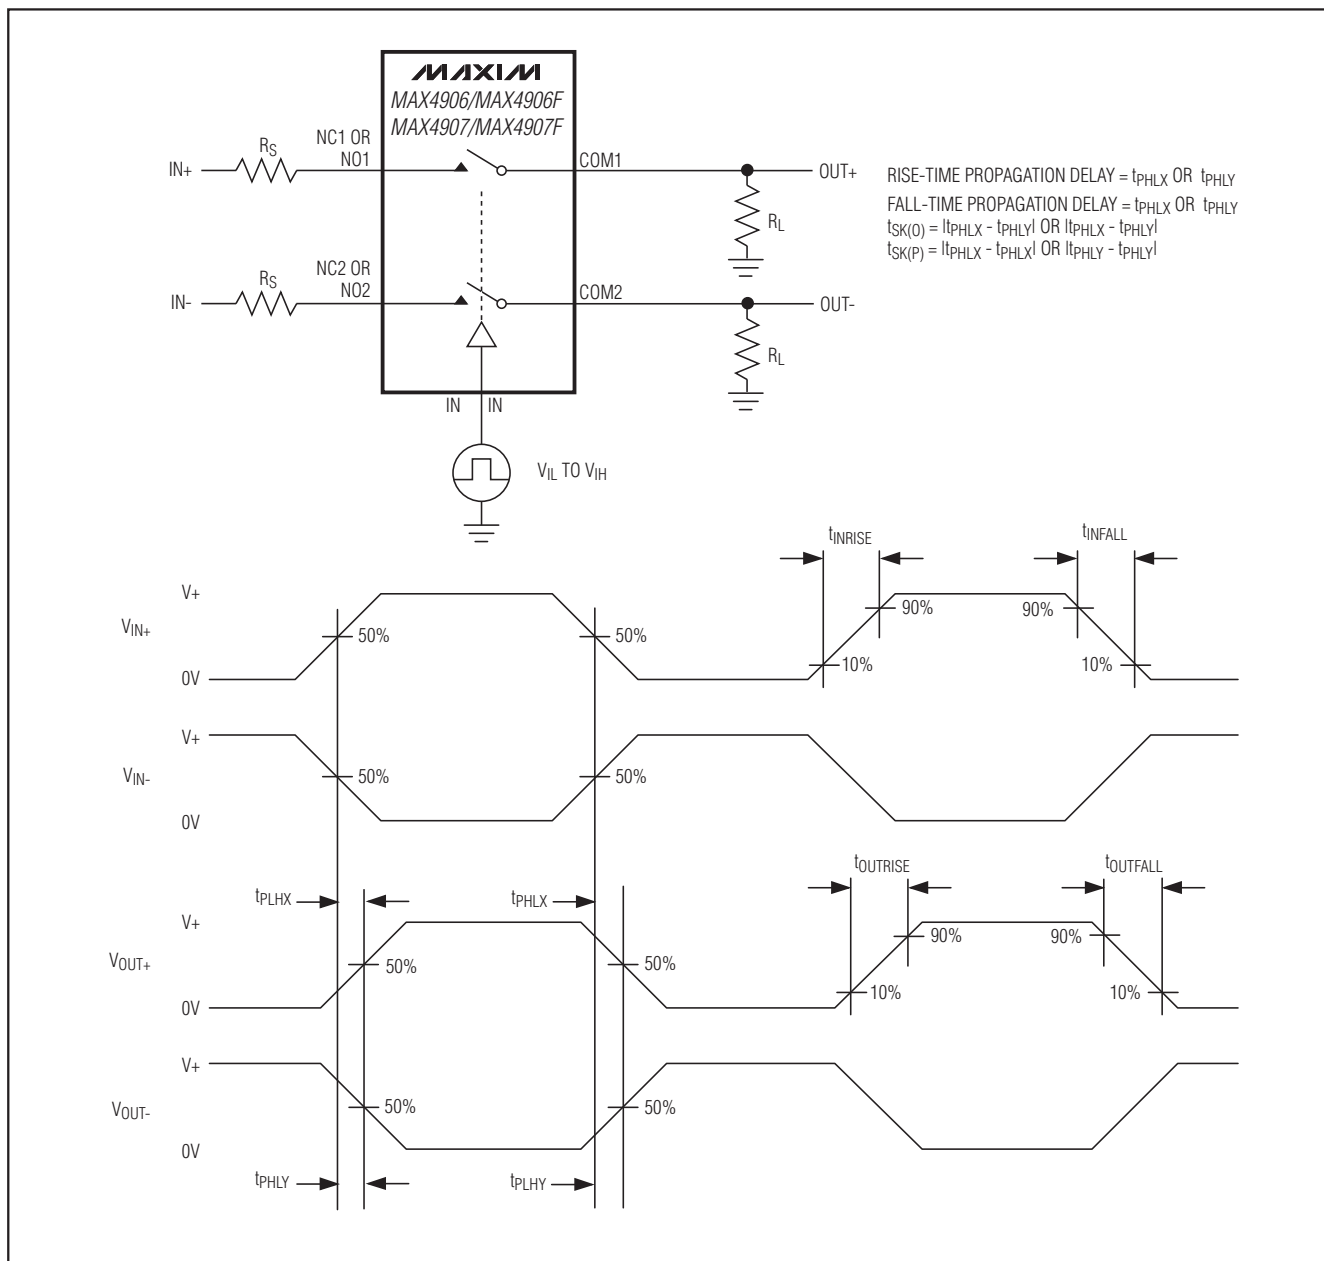 MAXIM
MAX4906/MAX4906F
MAX4907/MAX4907F
IN+
RS
NC1 OR
NO1
COM1
OUT+
RL
IN-
RS
NC2 OR
NO2
COM2
OUT-
RL
IN IN
VIL TO VIH
RISE-TIME PROPAGATION DELAY = tPHLX OR tPHLY
FALL-TIME PROPAGATION DELAY = tPHLX OR tPHLY
tSK(O) = |tPHLX - tPHLY| OR |tPHLX - tPHLY|
tSK(P) = |tPHLX - tPHLX| OR |tPHLY - tPHLY|
tINRISE tINFALL
V+
VIN+
0V
50% 50% 90% 90%
10% 10%
V+
VIN-
0V
50% 50%
tPLHX tPHLX tOUTRISE tOUTFALL
V+
VOUT+
0V
50% 50% 90% 90%
10% 10%
V+
VOUT-
0V
50% 50%
tPHLY tPLHY